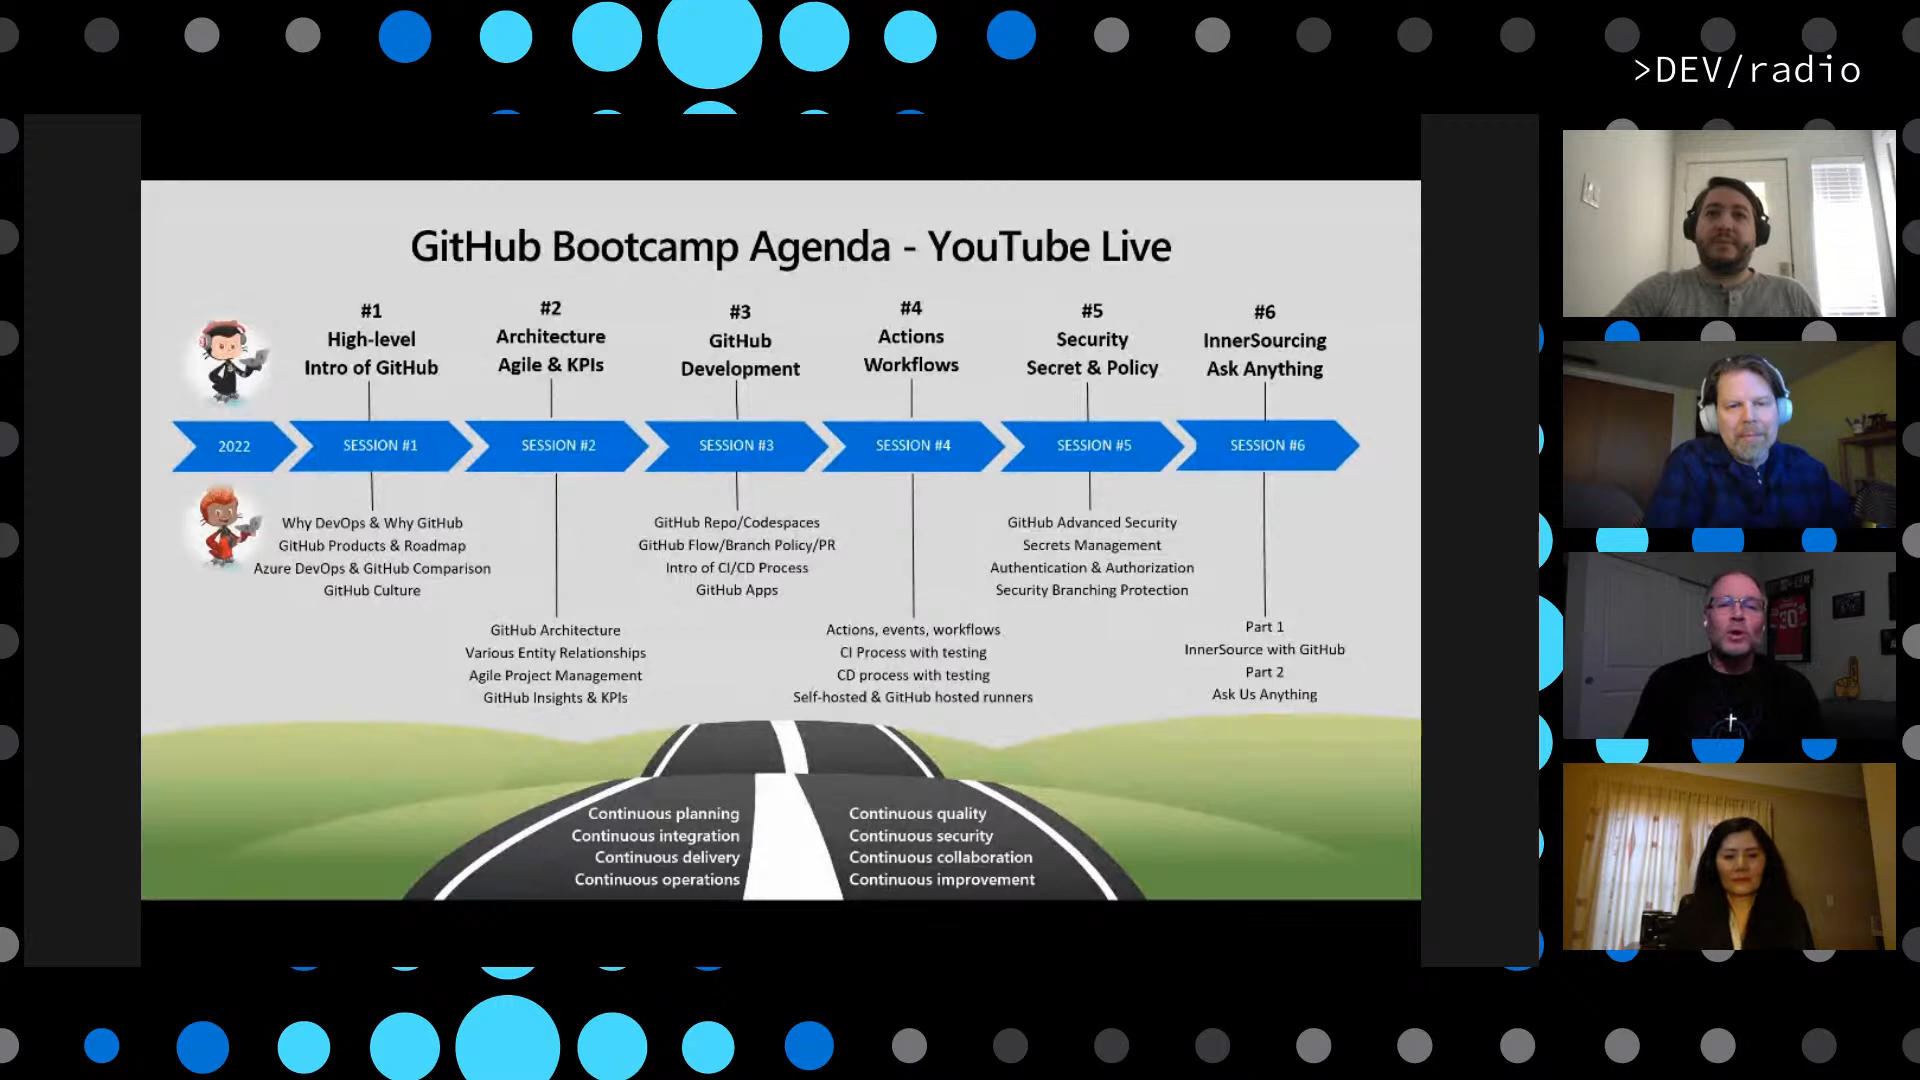 >DEV/radio
GitHub Bootcamp Agenda - YouTube Live
#1
High-level
Intro of GitHub
#2
Architecture
Agile & KPIs
#3
GitHub
Development
#4
Actions
Workflows
#5
Security
Secret & Policy
#6
InnerSourcing
Ask Anything
2022
SESSION #1
SESSION #2
SESSION #3
SESSION #4
SESSION #5
SESSION #6
Why DevOps & Why GitHub
GitHub Products & Roadmap
Azure DevOps & GitHub Comparison
GitHub Culture
GitHub Architecture
Various Entity Relationships
Agile Project Management
GitHub Insights & KPIs
GitHub Repo/Codespaces
GitHub Flow/Branch Policy/PR
Intro of CI/CD Process
GitHub Apps
Actions, events, workflows
CI Process with testing
CD process with testing
Self-hosted & GitHub hosted runners
GitHub Advanced Security
Secrets Management
Authentication & Authorization
Security Branching Protection
Part 1
InnerSource with GitHub
Part 2
Ask Us Anything
Continuous planning
Continuous integration
Continuous delivery
Continuous operations
Continuous quality
Continuous security
Continuous collaboration
Continuous improvement
30